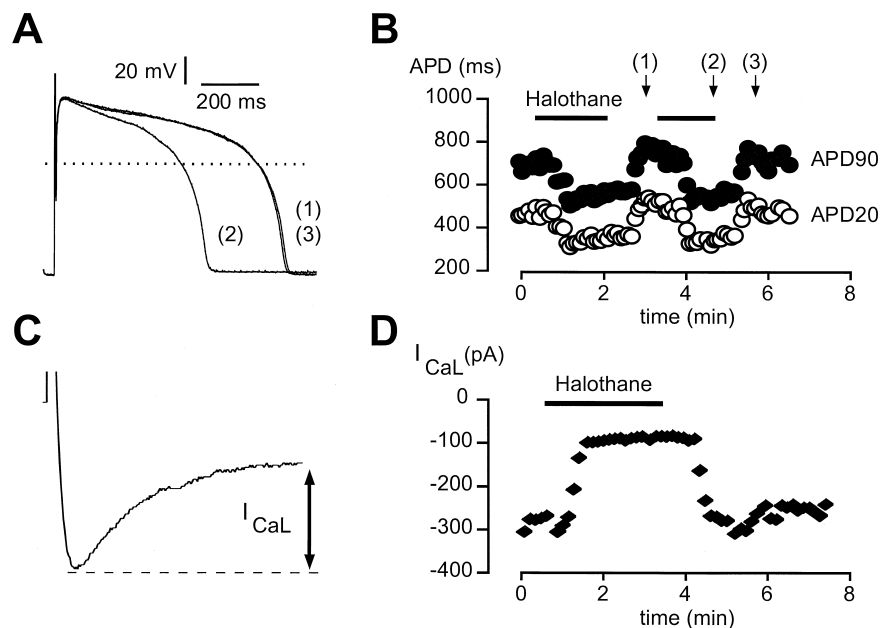 A
20 mV
200 ms
(2)
(1)
(3)
B
APD (ms)
(1) (2) (3)
Halothane
1000
800
600
400
200
APD90
APD20
0 2 4 6 8
time (min)
C
I CaL
D
I CaL (pA)
Halothane
0
-100
-200
-300
-400
0 2 4 6 8
time (min)